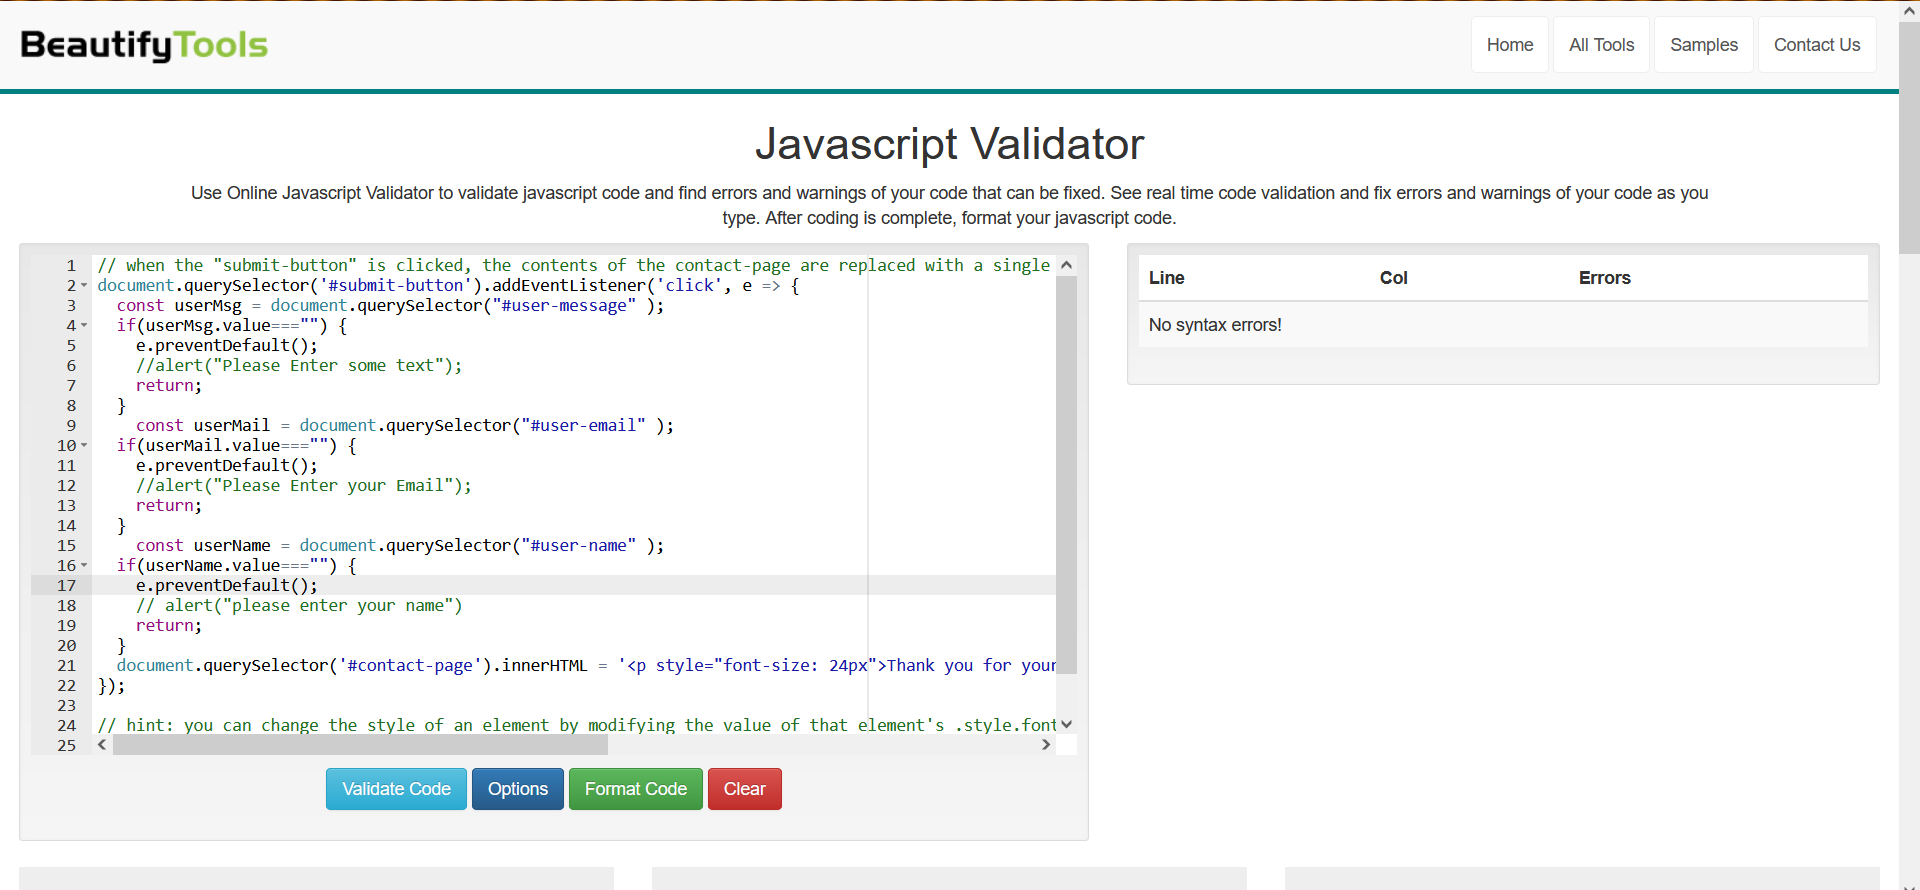 BeautifyTools
Home All Tools Samples Contact Us
Javascript Validator
Use Online Javascript Validator to validate javascript code and find errors and warnings of your code that can be fixed. See real time code validation and fix errors and warnings of your code as you
type. After coding is complete, format your javascript code.
1 // when the "submit-button" is clicked, the contents of the contact-page are replaced with a single
2 document.querySelector('#submit-button').addEventListener('click', e => {
3   const userMsg = document.querySelector("#user-message" );
4   if(userMsg.value==="") {
5     e.preventDefault();
6     //alert("Please Enter some text");
7     return;
8   }
9     const userMail = document.querySelector("#user-email" );
10   if(userMail.value==="") {
11     e.preventDefault();
12     //alert("Please Enter your Email");
13     return;
14   }
15     const userName = document.querySelector("#user-name" );
16   if(userName.value==="") {
17     e.preventDefault();
18     // alert("please enter your name")
19     return;
20   }
21   document.querySelector('#contact-page').innerHTML = '<p style="font-size: 24px">Thank you for your
22 });
23
24 // hint: you can change the style of an element by modifying the value of that element's .style.font
25
Validate Code Options Format Code Clear
Line Col Errors
No syntax errors!